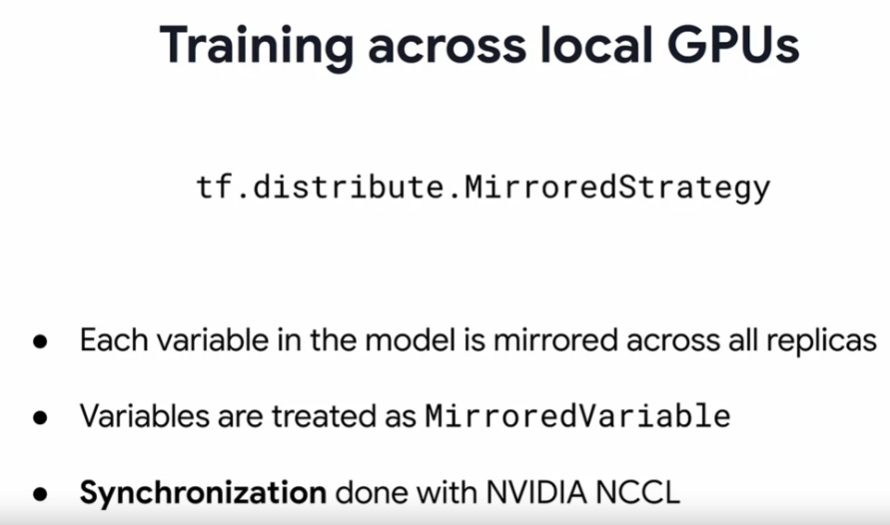 Training across local GPUs
tf.distribute.MirroredStrategy
● Each variable in the model is mirrored across all replicas
● Variables are treated as MirroredVariable
● Synchronization done with NVIDIA NCCL